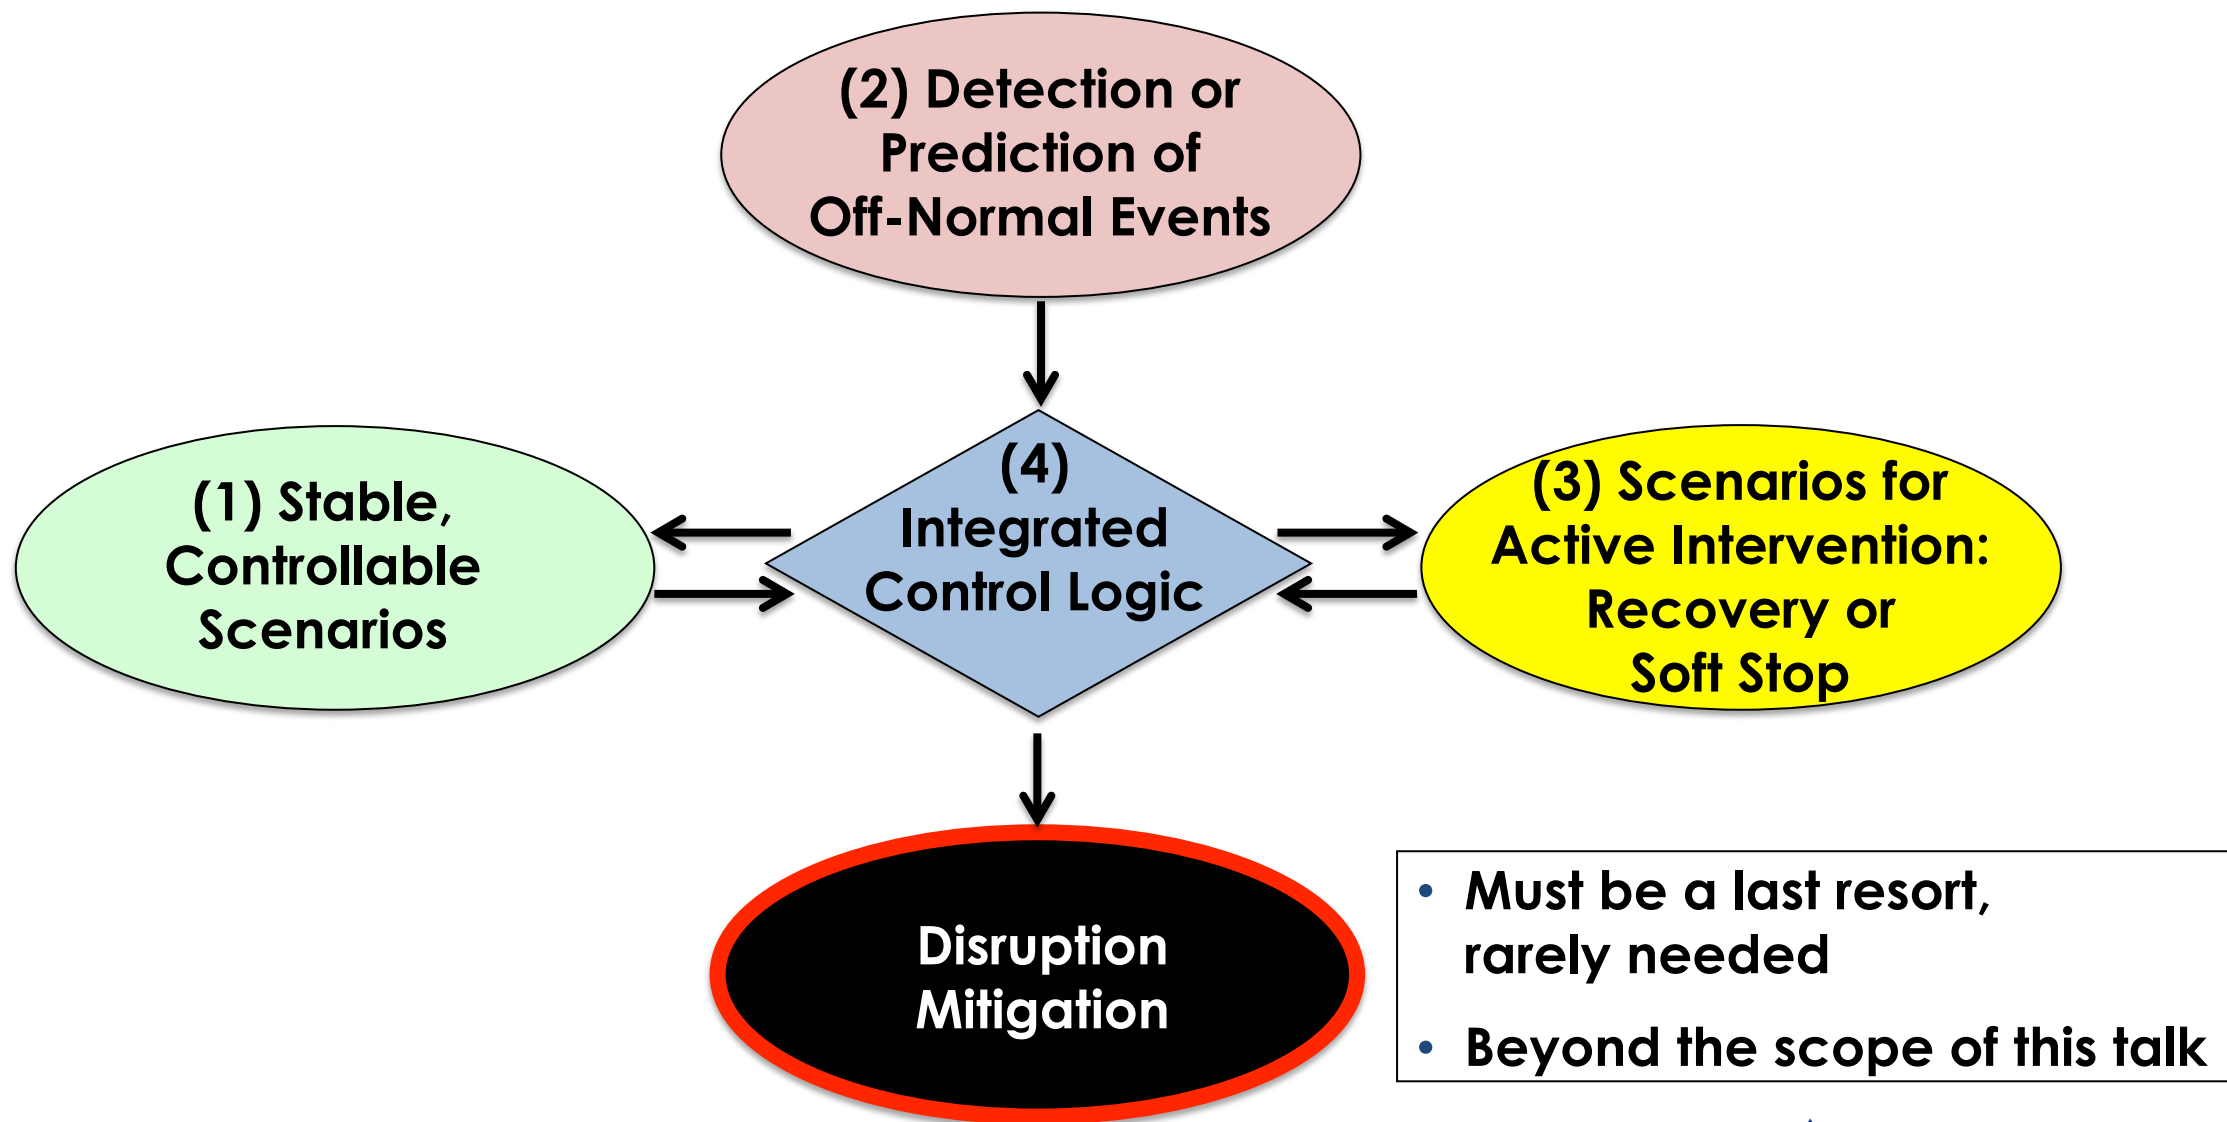 (2) Detection or
Prediction of
Off-Normal Events
(1) Stable,
Controllable
Scenarios
(4)
Integrated
Control Logic
(3) Scenarios for
Active Intervention:
Recovery or
Soft Stop
Disruption
Mitigation
• Must be a last resort,
rarely needed
• Beyond the scope of this talk